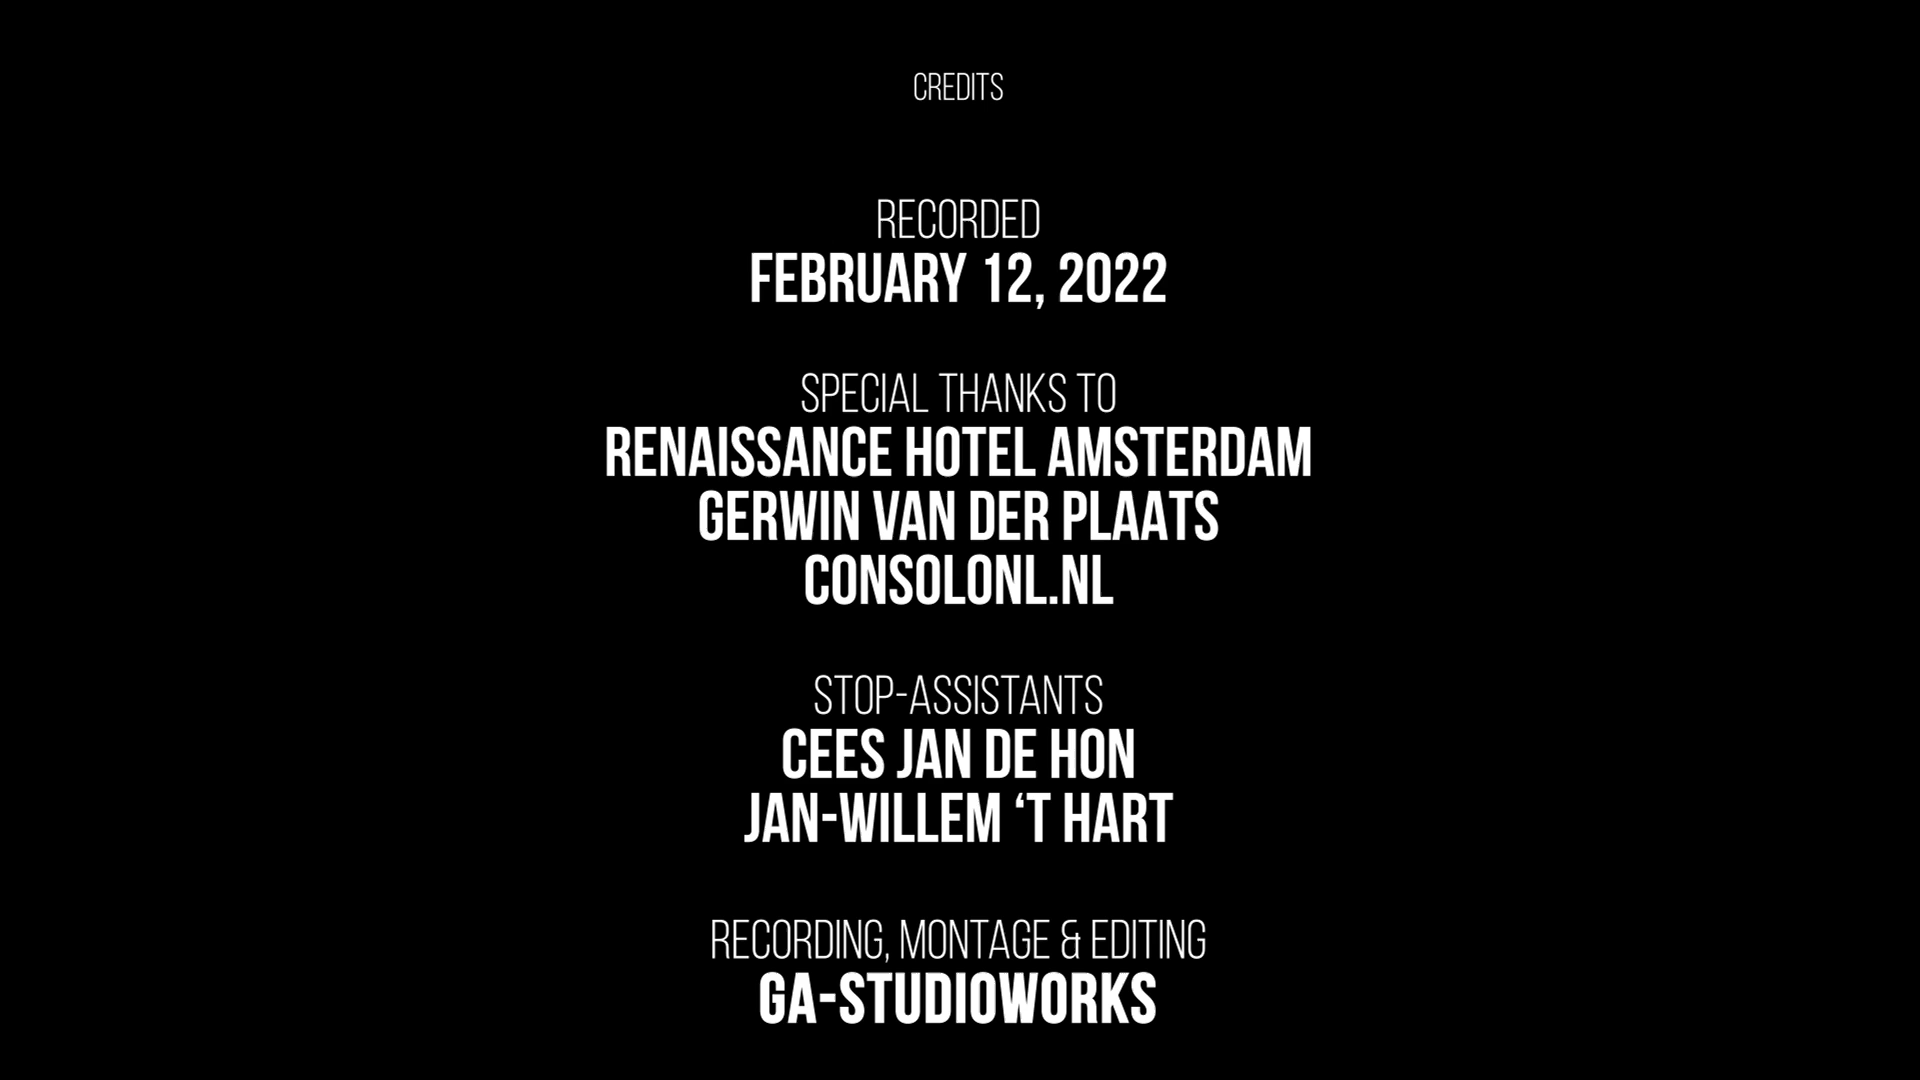 CREDITS
RECORDED
FEBRUARY 12, 2022
SPECIAL THANKS TO
RENAISSANCE HOTEL AMSTERDAM
GERWIN VAN DER PLAATS
CONSOLONL.NL
STOP-ASSISTANTS
CEES JAN DE HON
JAN-WILLEM ‘T HART
RECORDING, MONTAGE & EDITING
GA-STUDIOWORKS